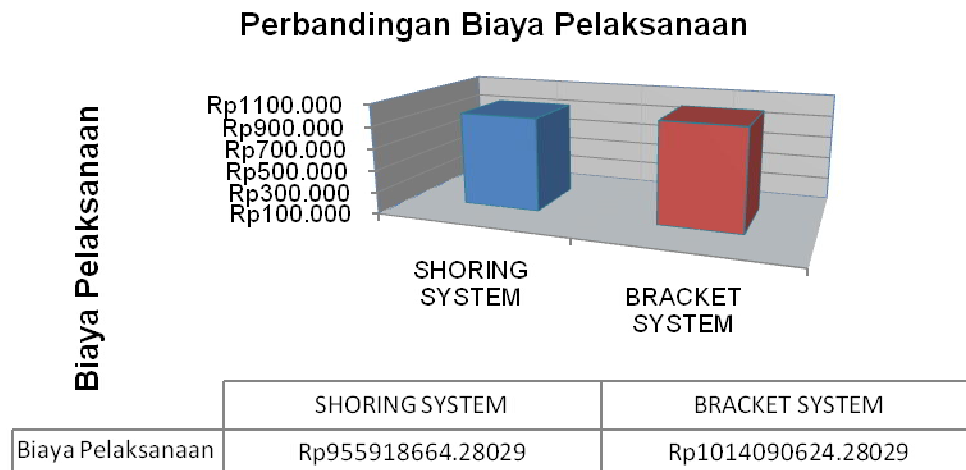 Perbandingan Biaya Pelaksanaan
Biaya Pelaksanaan
Rp1100.000
Rp900.000
Rp700.000
Rp500.000
Rp300.000
Rp100.000
SHORING
SYSTEM
BRACKET
SYSTEM
SHORING SYSTEM
BRACKET SYSTEM
Biaya Pelaksanaan
Rp955918664.28029
Rp1014090624.28029